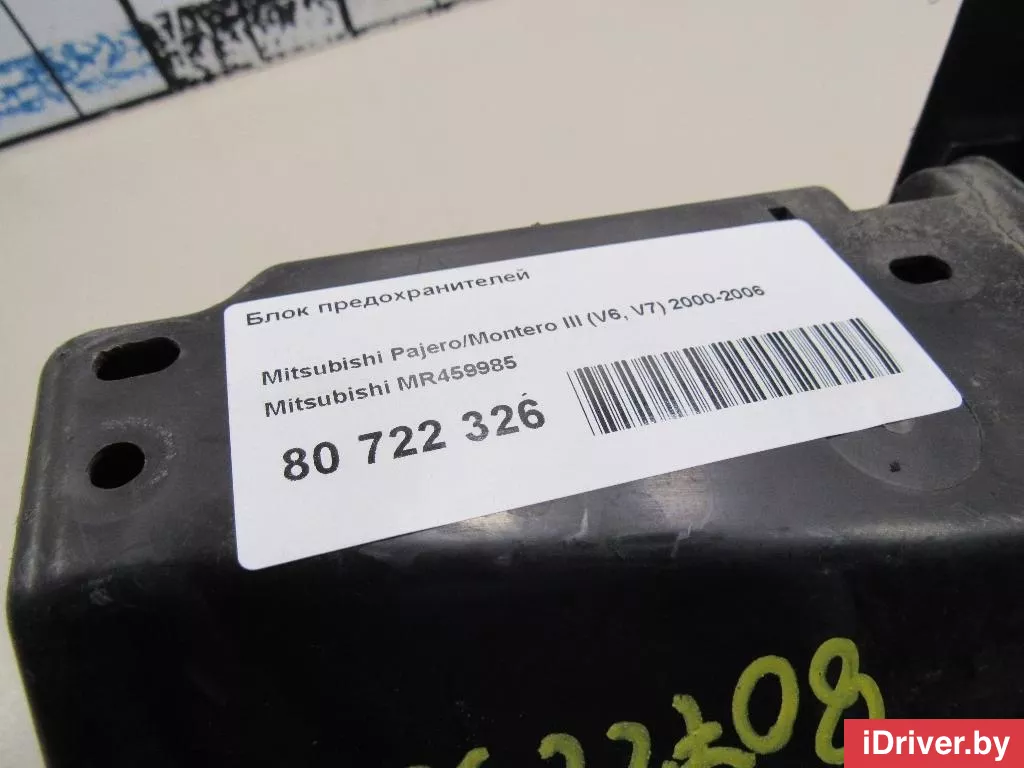 Блок предохранителей
Mitsubishi Pajero/Montero III (V6, V7) 2000-2006
Mitsubishi MR459985
80 722 326
iDriver.by